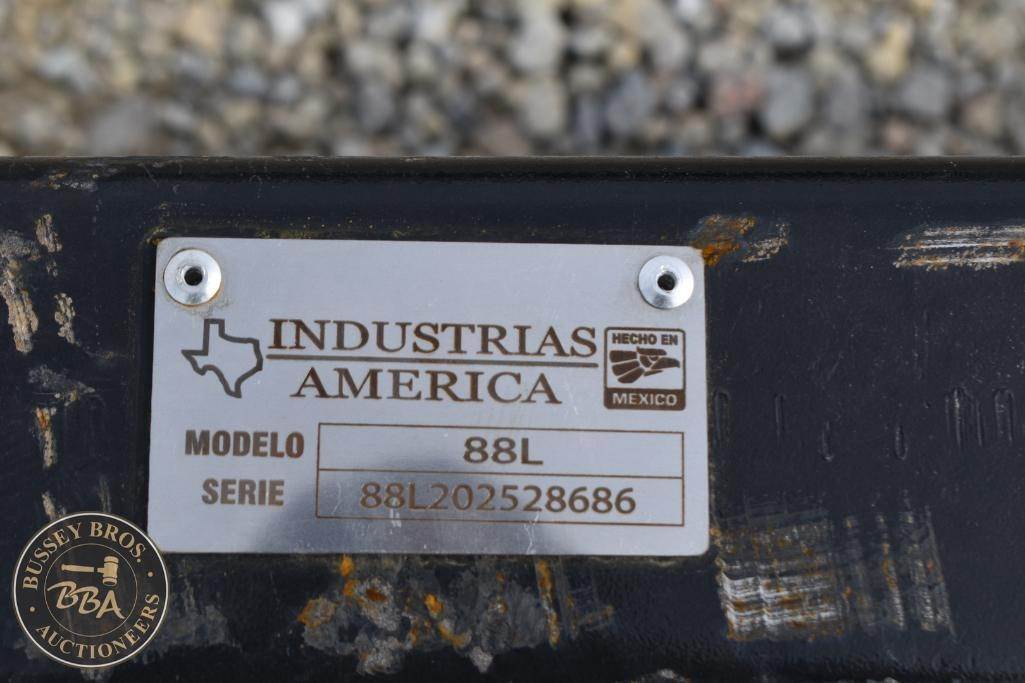 INDUSTRIAS
AMERICA
HECHO EN
MEXICO
MODELO 88L
SERIE 88L202528686
BUSSEY BROS.
BBA
AUCTIONEERS